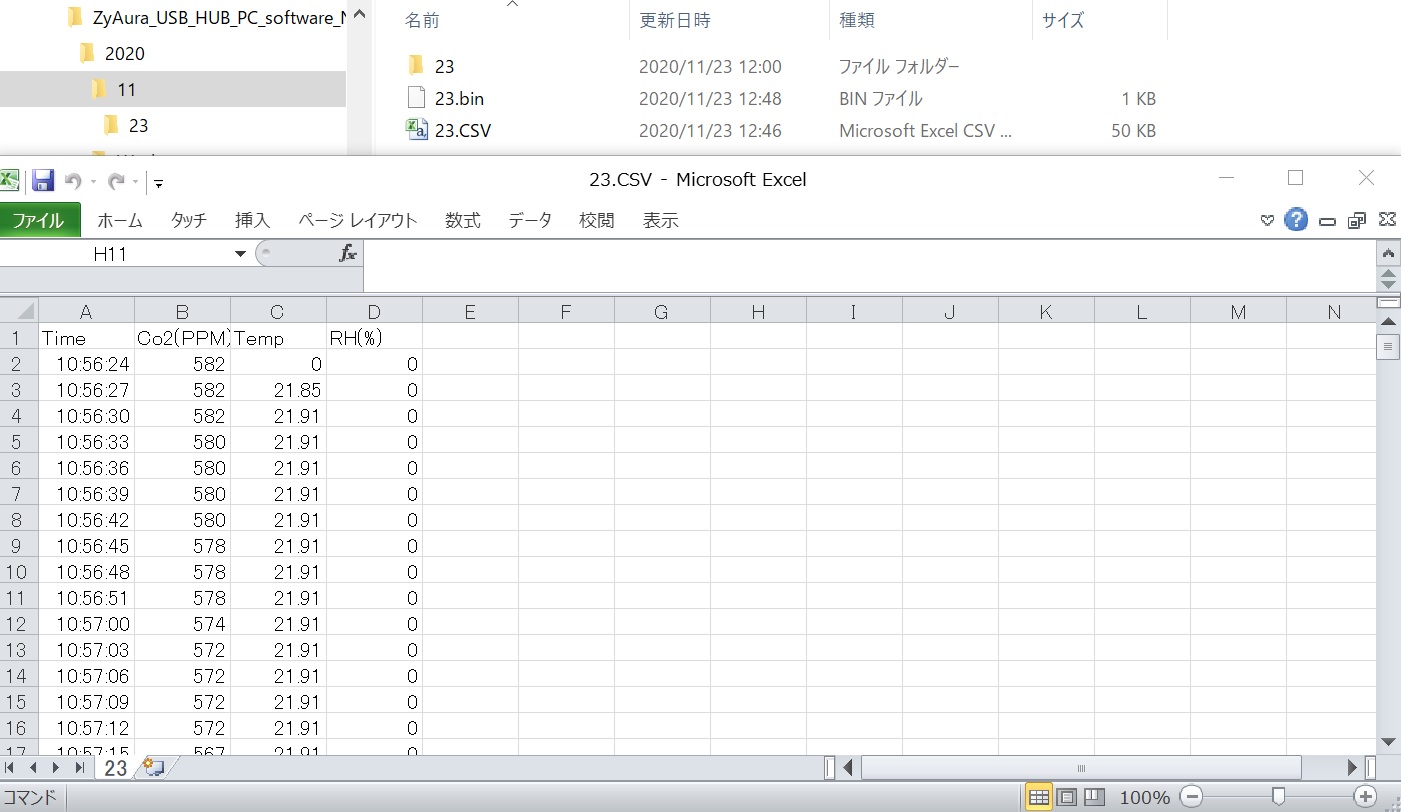 ZyAura_USB_HUB_PC_software_
2020
11
23
名前 更新日時 種類 サイズ
23 2020/11/23 12:00 ファイル フォルダー
23.bin 2020/11/23 12:48 BIN ファイル 1 KB
23.CSV 2020/11/23 12:46 Microsoft Excel CSV ... 50 KB
23.CSV - Microsoft Excel
ファイル ホーム タッチ 挿入 ページ レイアウト 数式 データ 校閲 表示
H11 fx
A B C D E F G H I J K L M N
1 Time Co2(PPM) Temp RH(%)
2 10:56:24 582 0 0
3 10:56:27 582 21.85 0
4 10:56:30 582 21.91 0
5 10:56:33 580 21.91 0
6 10:56:36 580 21.91 0
7 10:56:39 580 21.91 0
8 10:56:42 580 21.91 0
9 10:56:45 578 21.91 0
10 10:56:48 578 21.91 0
11 10:56:51 578 21.91 0
12 10:57:00 574 21.91 0
13 10:57:03 572 21.91 0
14 10:57:06 572 21.91 0
15 10:57:09 572 21.91 0
16 10:57:12 572 21.91 0
17 10:57:15 567 21.91 0
23
コマンド 100%